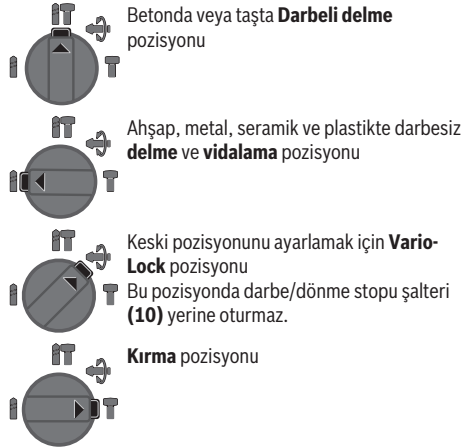 Betonda veya taşta Darbeli delme
pozisyonu
Ahşap, metal, seramik ve plastikte darbesiz
delme ve vidalama pozisyonu
Keski pozisyonunu ayarlamak için Vario-
Lock pozisyonu
Bu pozisyonda darbe/dönme stopu şalteri
(10) yerine oturmaz.
Kırma pozisyonu